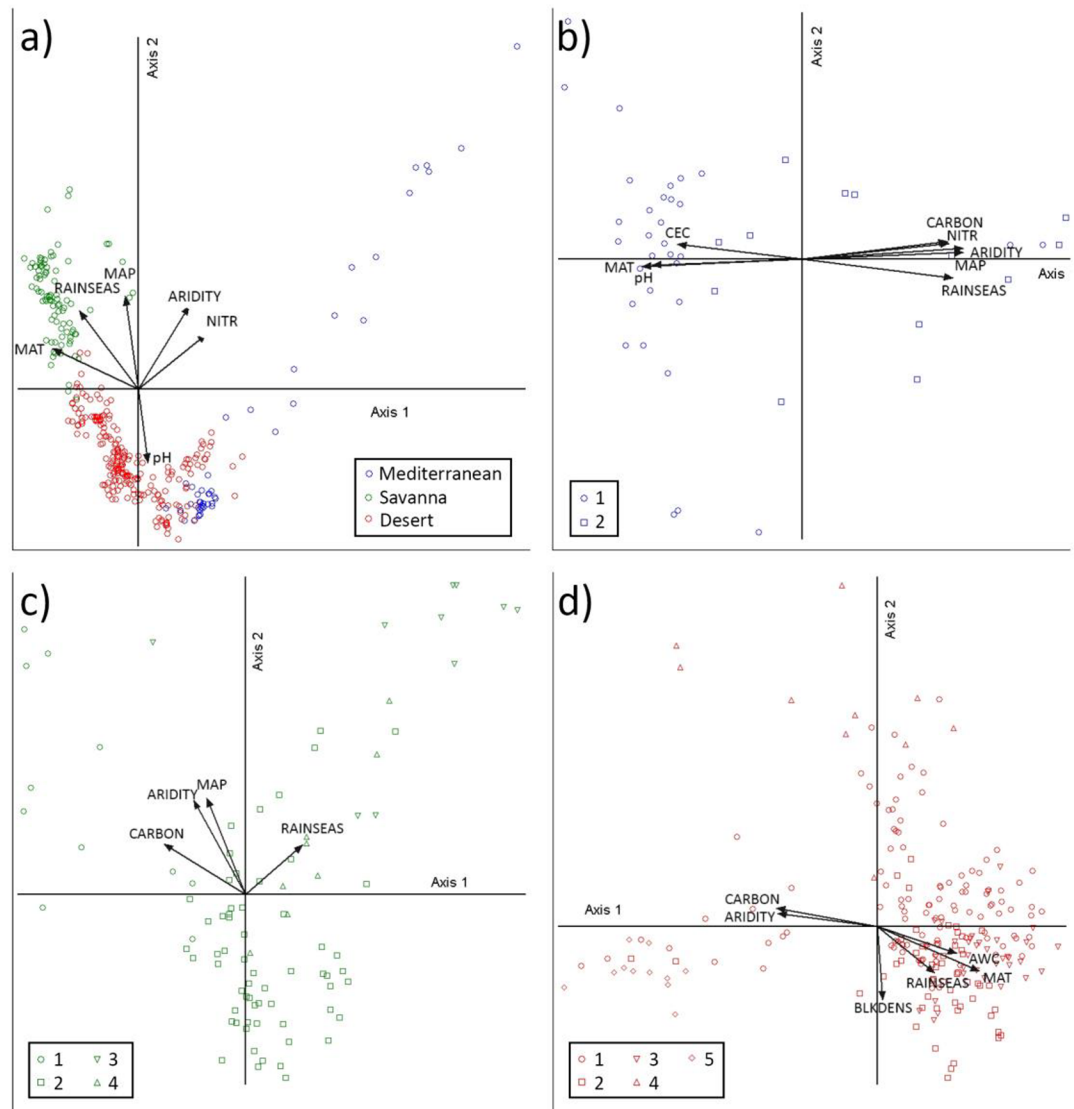 a)
Axis 2
MAP
RAINSEAS
ARIDITY
NITR
MAT
Axis 1
pH
Mediterranean
Savanna
Desert
b)
Axis 2
CARBON
NITR
CEC
ARIDITY
MAT
MAP
Axis
pH
RAINSEAS
1
2
c)
Axis 2
MAP
ARIDITY
CARBON
RAINSEAS
Axis 1
1 3
2 4
d)
Axis 2
CARBON
Axis 1
ARIDITY
AWC
MAT
RAINSEAS
BLKDENS
1 3 5
2 4